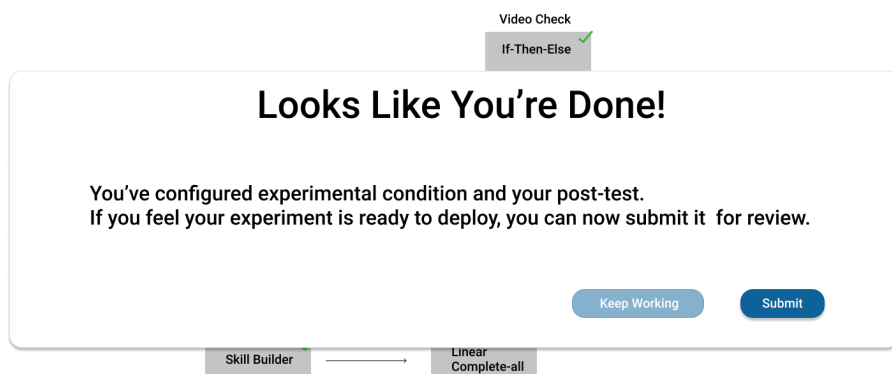 Video Check
If-Then-Else
Looks Like You're Done!
You've configured experimental condition and your post-test.
If you feel your experiment is ready to deploy, you can now submit it  for review.
Keep Working
Submit
Skill Builder
Linear
Complete-all